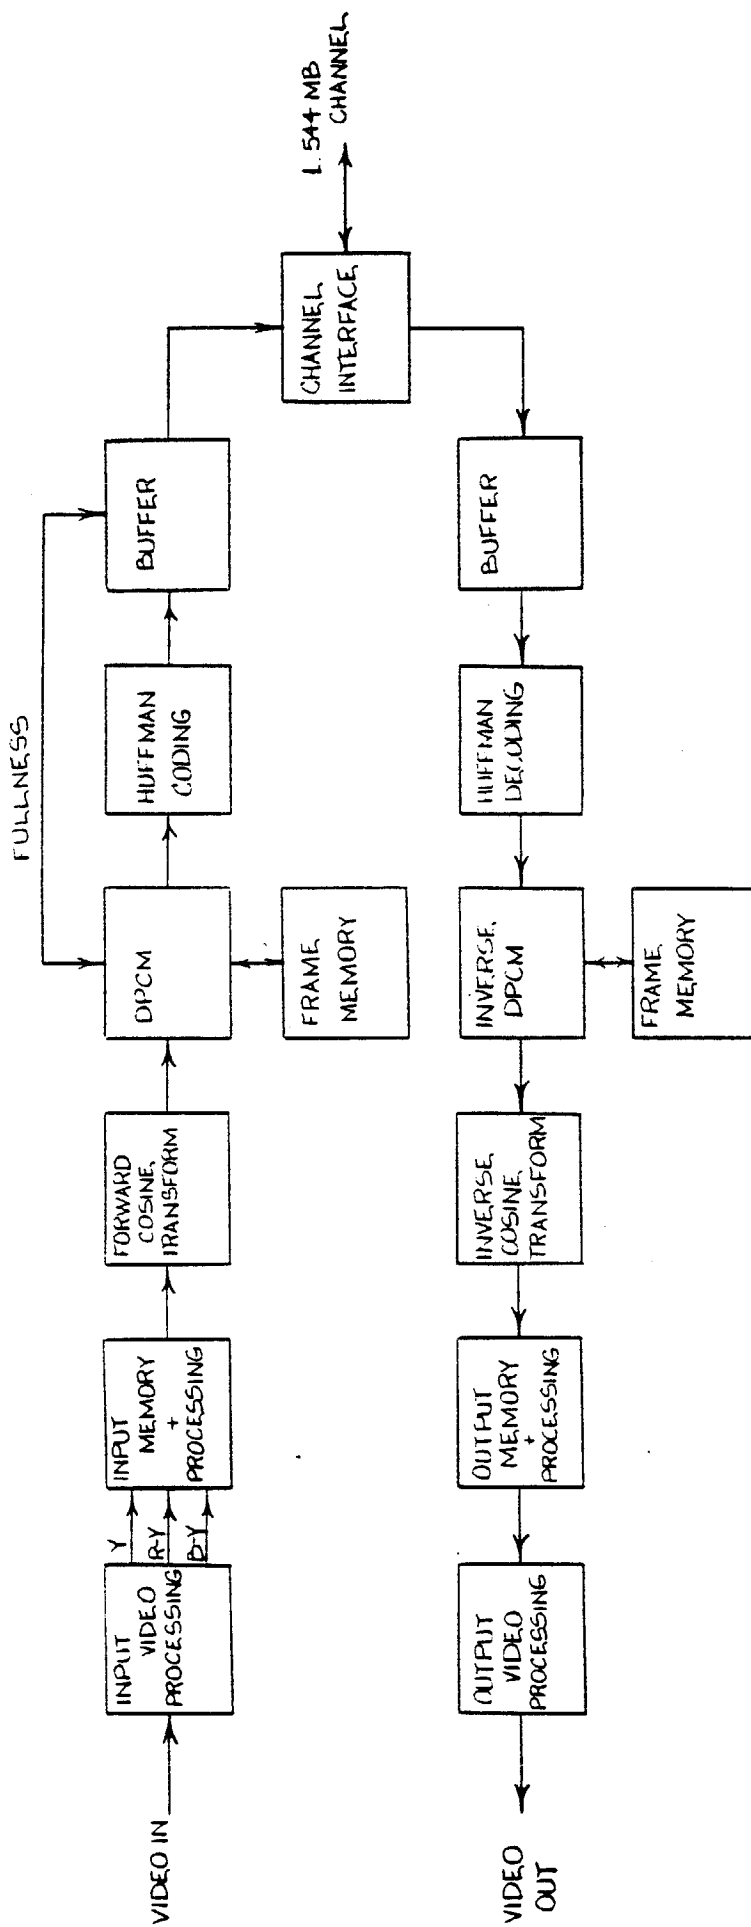 FULLNESS
VIDEO IN
INPUT
VIDEO
PROCESSING
Y
R-Y
B-Y
INPUT
MEMORY
+
PROCESSING
FORWARD
COSINE
TRANSFORM
DPCM
HUFFMAN
CODING
BUFFER
FRAME
MEMORY
CHANNEL
INTERFACE
1.544 MB
CHANNEL
VIDEO
OUT
OUTPUT
VIDEO
PROCESSING
OUTPUT
MEMORY
+
PROCESSING
INVERSE
COSINE
TRANSFORM
INVERSE
DPCM
HUFFMAN
DECODING
BUFFER
FRAME
MEMORY